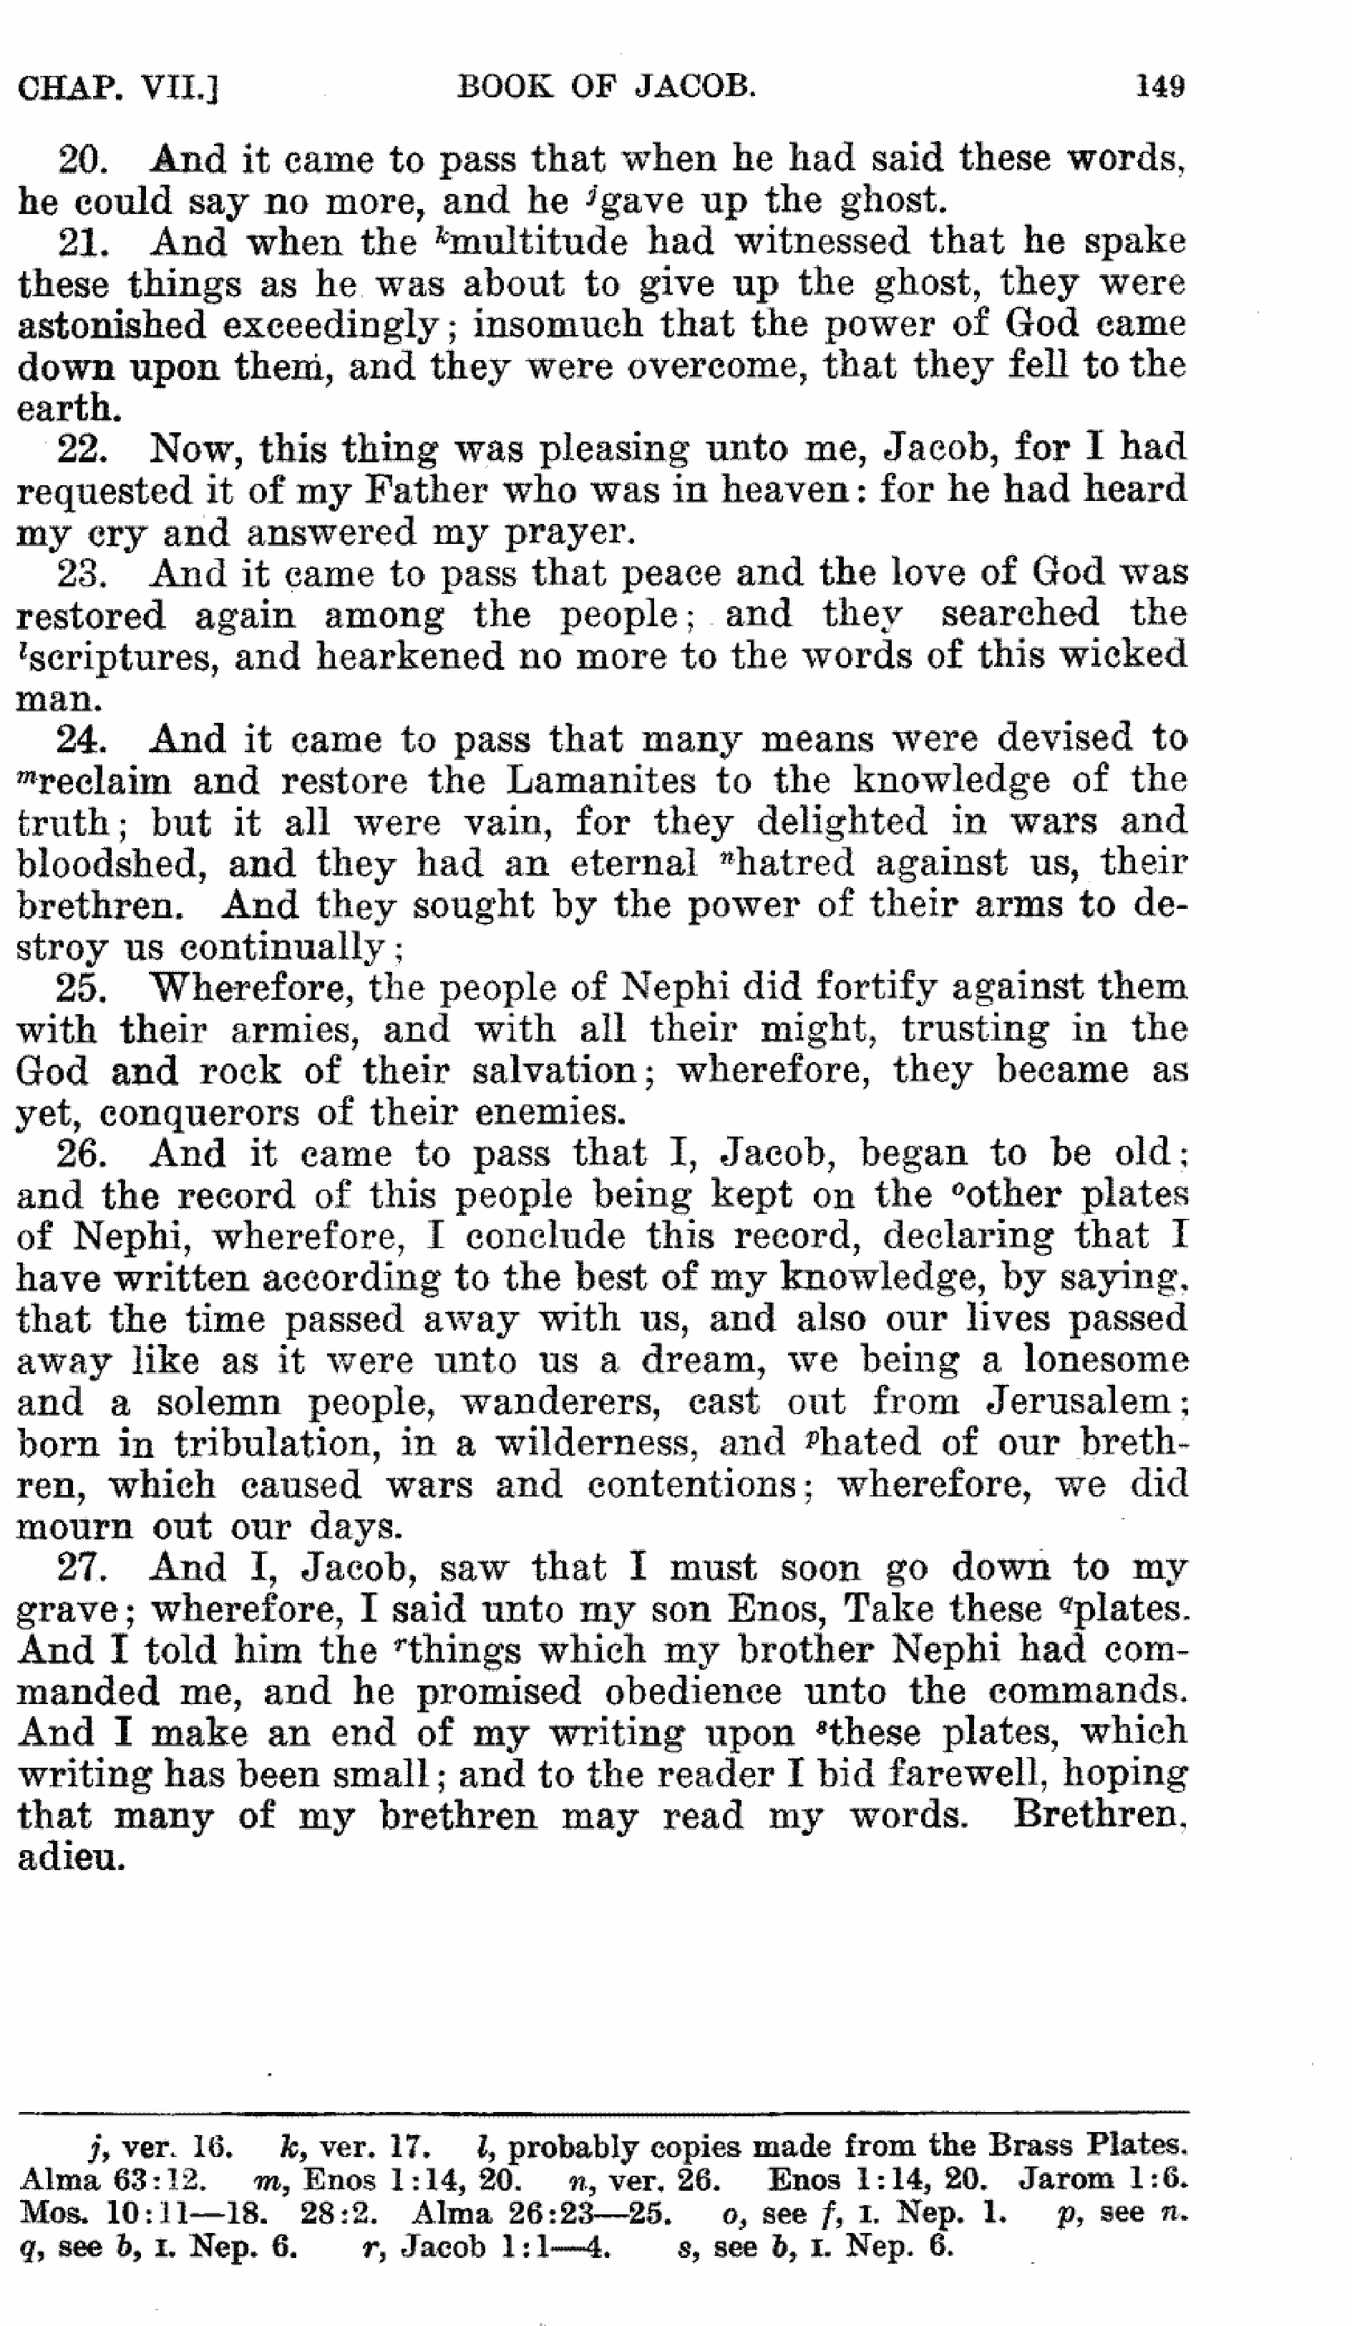 CHAP. VII.] BOOK OF JACOB. 149
20. And it came to pass that when he had said these words,
he could say no more, and he jgave up the ghost.
21. And when the kmultitude had witnessed that he spake
these things as he was about to give up the ghost, they were
astonished exceedingly; insomuch that the power of God came
down upon them, and they were overcome, that they fell to the
earth.
22. Now, this thing was pleasing unto me, Jacob, for I had
requested it of my Father who was in heaven: for he had heard
my cry and answered my prayer.
23. And it came to pass that peace and the love of God was
restored again among the people; and they searched the
lscriptures, and hearkened no more to the words of this wicked
man.
24. And it came to pass that many means were devised to
mreclaim and restore the Lamanites to the knowledge of the
truth; but it all were vain, for they delighted in wars and
bloodshed, and they had an eternal nhatred against us, their
brethren. And they sought by the power of their arms to de-
stroy us continually;
25. Wherefore, the people of Nephi did fortify against them
with their armies, and with all their might, trusting in the
God and rock of their salvation; wherefore, they became as
yet, conquerors of their enemies.
26. And it came to pass that I, Jacob, began to be old;
and the record of this people being kept on the oother plates
of Nephi, wherefore, I conclude this record, declaring that I
have written according to the best of my knowledge, by saying,
that the time passed away with us, and also our lives passed
away like as it were unto us a dream, we being a lonesome
and a solemn people, wanderers, cast out from Jerusalem;
born in tribulation, in a wilderness, and phated of our breth-
ren, which caused wars and contentions; wherefore, we did
mourn out our days.
27. And I, Jacob, saw that I must soon go down to my
grave; wherefore, I said unto my son Enos, Take these qplates.
And I told him the rthings which my brother Nephi had com-
manded me, and he promised obedience unto the commands.
And I make an end of my writing upon sthese plates, which
writing has been small; and to the reader I bid farewell, hoping
that many of my brethren may read my words. Brethren,
adieu.
j, ver. 16. k, ver. 17. l, probably copies made from the Brass Plates.
Alma 63:12. m, Enos 1:14, 20. n, ver. 26. Enos 1:14, 20. Jarom 1:6.
Mos. 10:11—18. 28:2. Alma 26:23—25. o, see f, I. Nep. 1. p, see n.
q, see b, I. Nep. 6. r, Jacob 1:1—4. s, see b, I. Nep. 6.